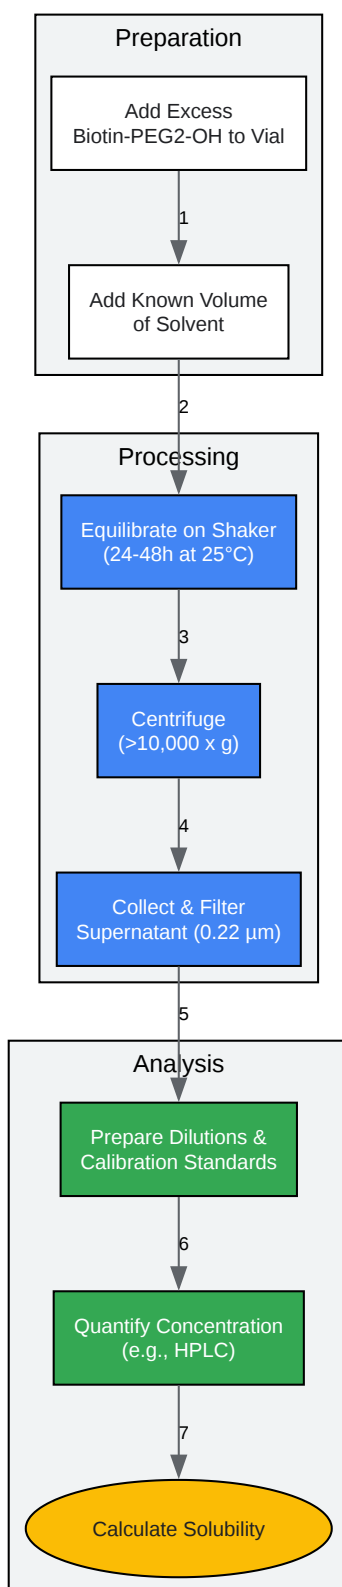 Preparation
Add Excess
Biotin-PEG2-OH to Vial
1
Add Known Volume
of Solvent
2
Processing
Equilibrate on Shaker
(24-48h at 25°C)
3
Centrifuge
(>10,000 x g)
4
Collect & Filter
Supernatant (0.22 µm)
5
Analysis
Prepare Dilutions &
Calibration Standards
6
Quantify Concentration
(e.g., HPLC)
7
Calculate Solubility